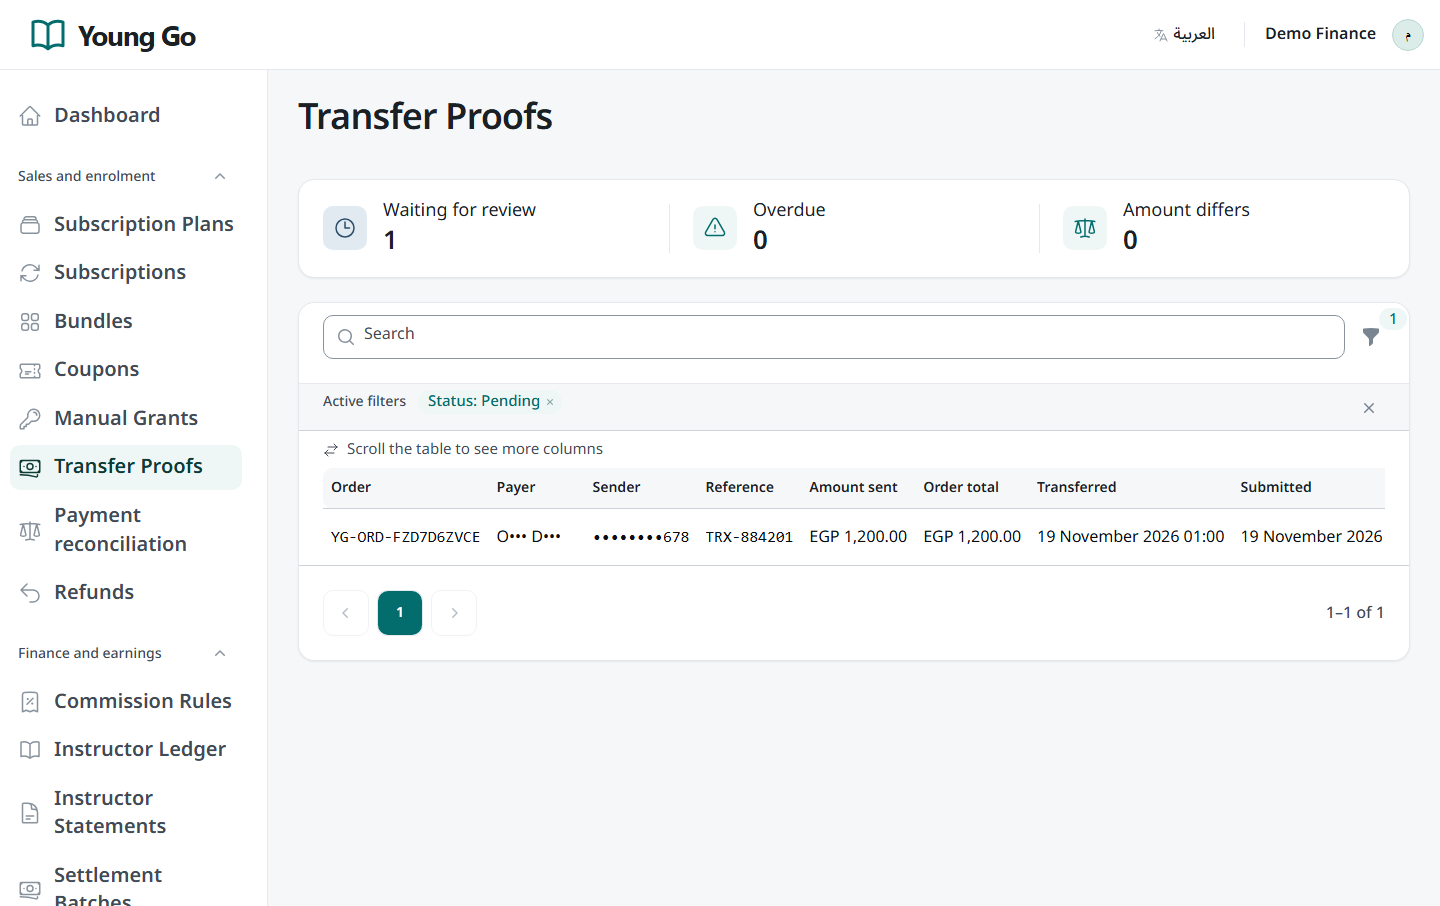 Young Go
العربية
Demo Finance
م
Dashboard
Sales and enrolment
Subscription Plans
Subscriptions
Bundles
Coupons
Manual Grants
Transfer Proofs
Payment
reconciliation
Refunds
Finance and earnings
Commission Rules
Instructor Ledger
Instructor
Statements
Settlement
Batches
Transfer Proofs
Waiting for review
1
Overdue
0
Amount differs
0
Search
1
Active filters
Status: Pending ×
Scroll the table to see more columns
Order Payer Sender Reference Amount sent Order total Transferred Submitted
YG-ORD-FZD7D6ZVCE O••• D••• ••••••••678 TRX-884201 EGP 1,200.00 EGP 1,200.00 19 November 2026 01:00 19 November 2026
1
1–1 of 1